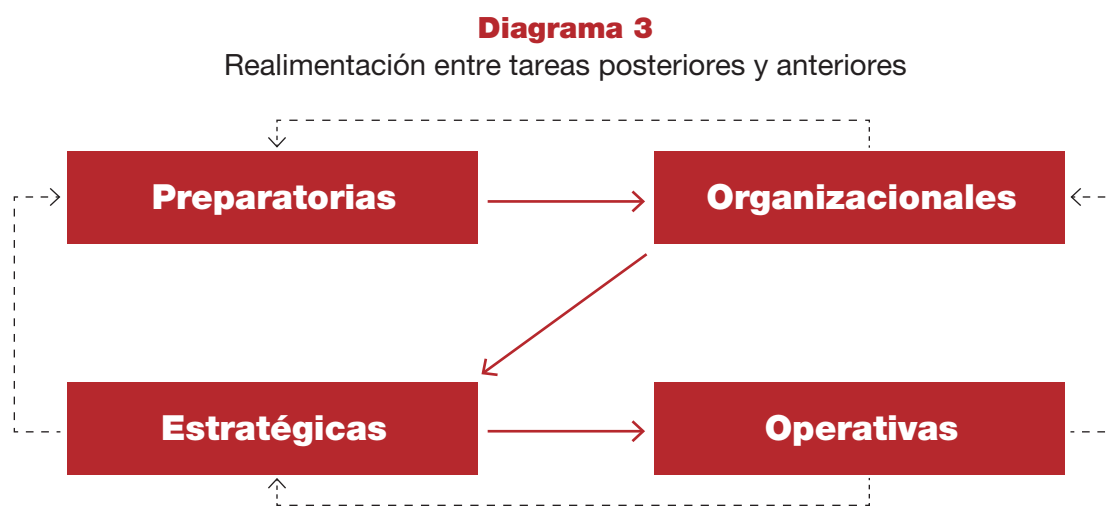 Diagrama 3
Realimentación entre tareas posteriores y anteriores
Preparatorias
Organizacionales
Estratégicas
Operativas